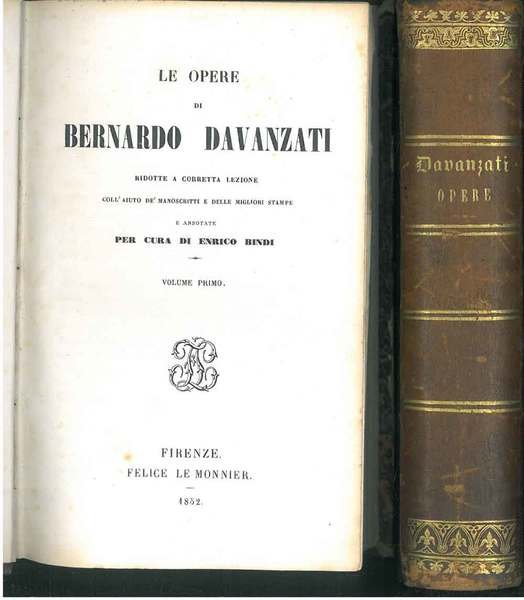 LE OPERE
DI
BERNARDO DAVANZATI
RIDOTTE A CORRETTA LEZIONE
COLL'AIUTO DE' MANOSCRITTI E DELLE MIGLIORI STAMPE
E ANNOTATE
PER CURA DI ENRICO BINDI
VOLUME PRIMO.
FIRENZE.
FELICE LE MONNIER.
1852.
Davanzati
OPERE